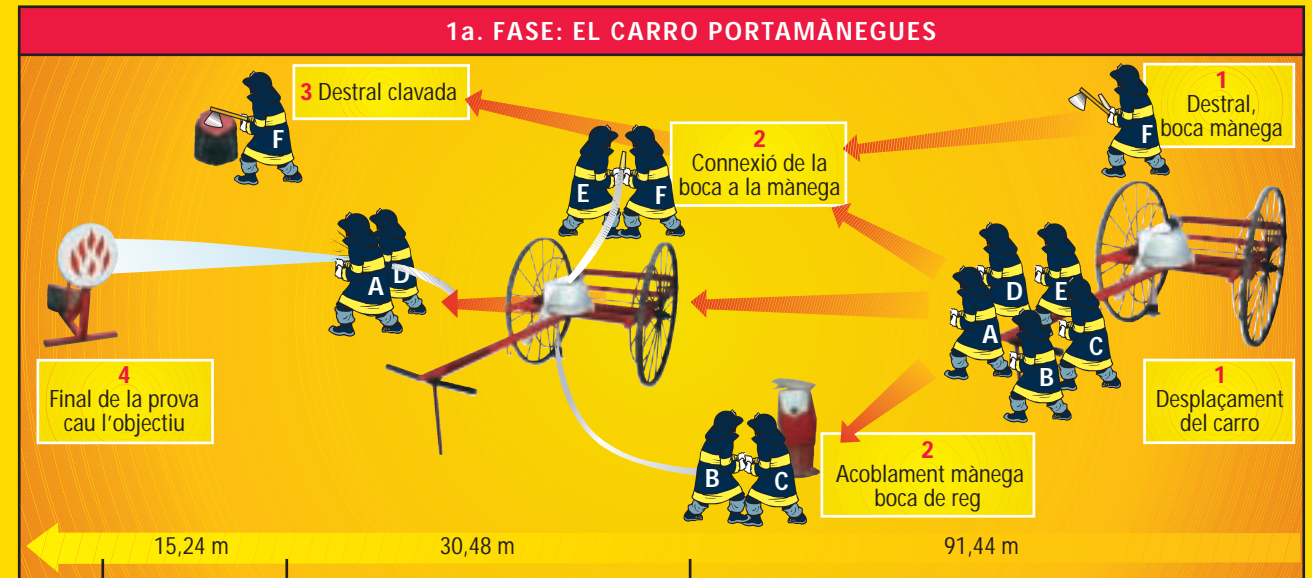 1a. FASE: EL CARRO PORTAMÀNEGUES
3 Destral clavada
1
Destral,
boca mànega
F
F
2
Connexió de la
boca a la mànega
E
F
A
D
D
E
A
C
B
4
Final de la prova
cau l'objectiu
1
Desplaçament
del carro
2
Acoblament mànega
boca de reg
B
C
15,24 m
30,48 m
91,44 m